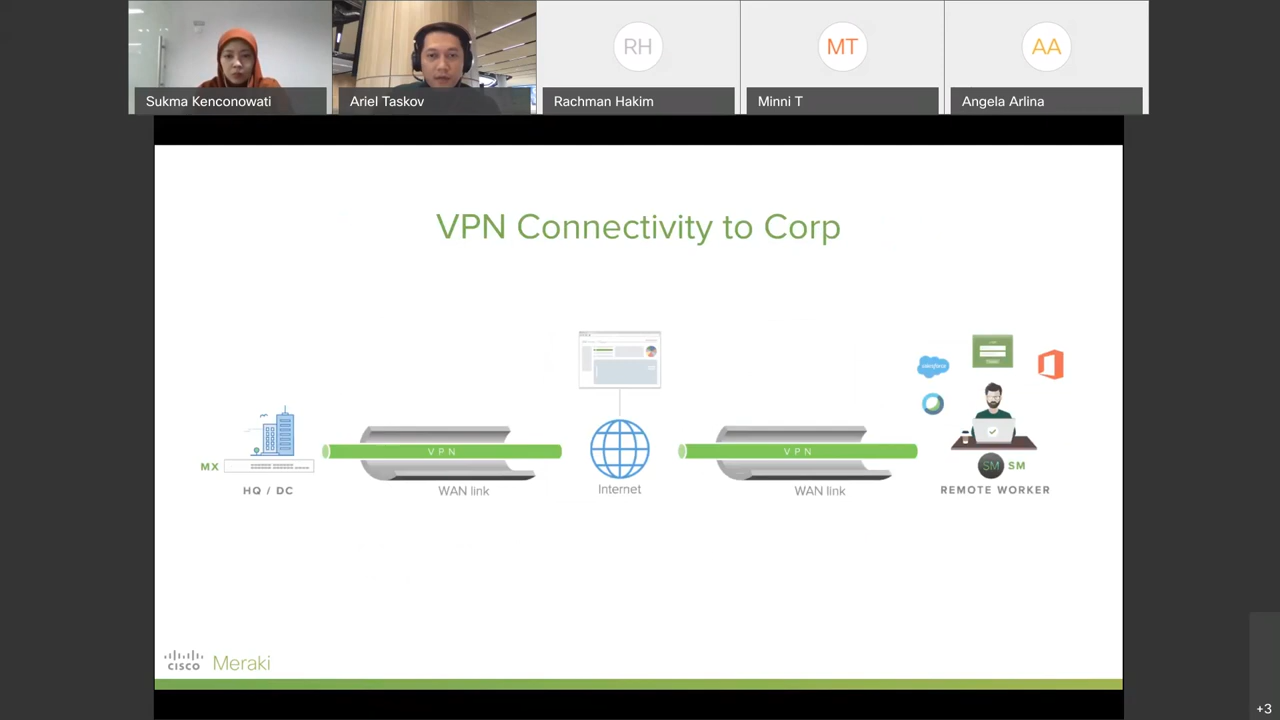 RH
MT
AA
Sukma Kenconowati
Ariel Taskov
Rachman Hakim
Minni T
Angela Arlina
VPN Connectivity to Corp
salesforce
VPN
VPN
MX
SM
SM
HQ / DC
WAN link
Internet
WAN link
REMOTE WORKER
CISCO Meraki
+3